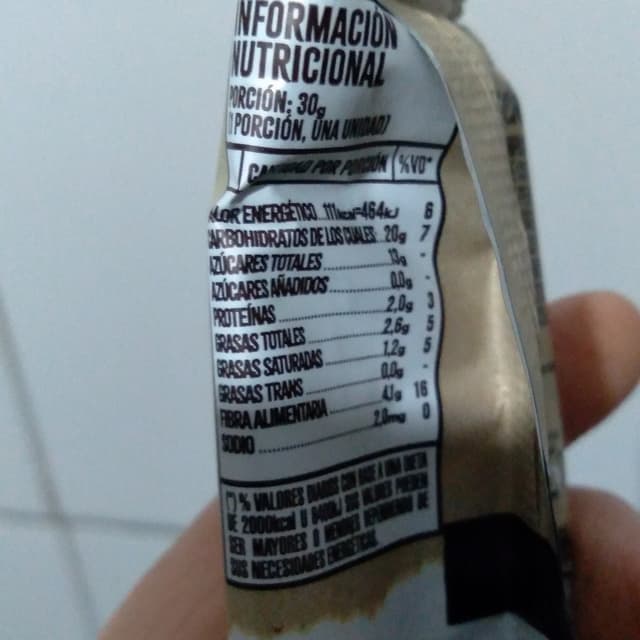 INFORMACIÓN
NUTRICIONAL
PORCIÓN: 30g
(1 PORCIÓN, UNA UNIDAD)
CANTIDAD POR PORCIÓN %VD*
VALOR ENERGÉTICO...111kcal=464kJ 6
CARBOHIDRATOS DE LOS CUALES: 20g 7
AZÚCARES TOTALES 13g -
AZÚCARES AÑADIDOS 0,0g -
PROTEÍNAS 2,0g 3
GRASAS TOTALES 2,6g 5
GRASAS SATURADAS 1,2g 5
GRASAS TRANS 0,0g -
FIBRA ALIMENTARIA 4,1g 16
SODIO 2,0mg 0
(*) % VALORES DIARIOS CON BASE A UNA DIETA
DE 2000kcal U 8400kJ SUS VALORES PUEDEN
SER MAYORES O MENORES DEPENDIENDO DE
SUS NECESIDADES ENERGÉTICAS.